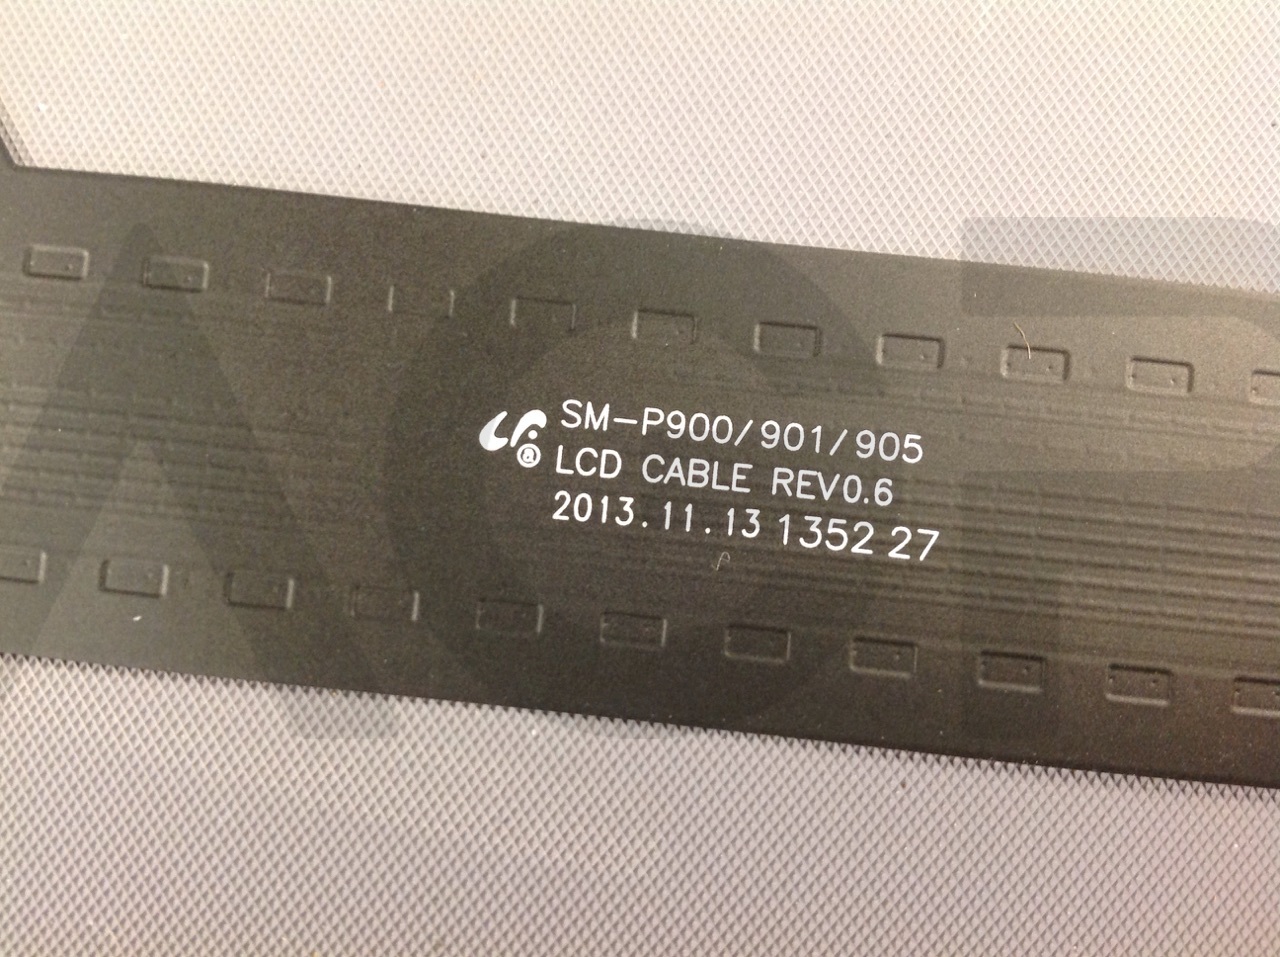 SM-P900/901/905
LCD CABLE REV0.6
2013.11.13 1352 27